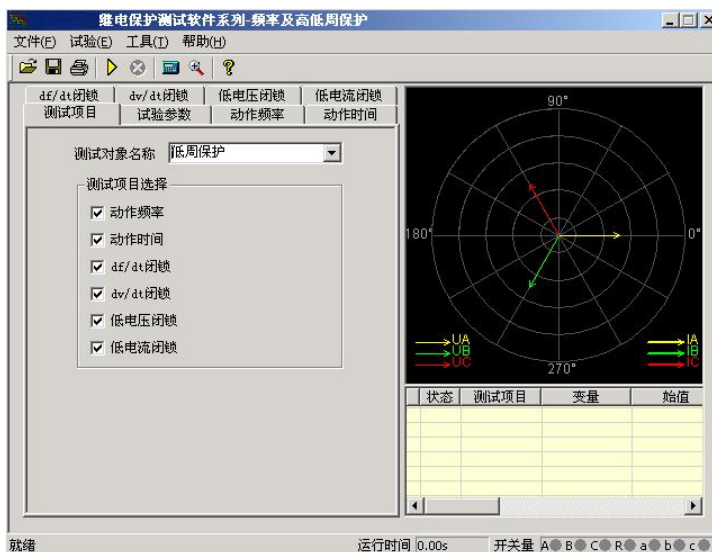 继电保护测试软件系列-频率及高低周保护
文件(F) 试验(E) 工具(T) 帮助(H)
df/dt闭锁 dv/dt闭锁 低电压闭锁 低电流闭锁
测试项目 试验参数 动作频率 动作时间
测试对象名称 低周保护
测试项目选择
动作频率
动作时间
df/dt闭锁
dv/dt闭锁
低电压闭锁
低电流闭锁
90°
180°
0°
270°
UA
UB
UC
IA
IB
IC
状态 测试项目 变量 始值
就绪 运行时间 0.00s 开关量 A B C R a b c